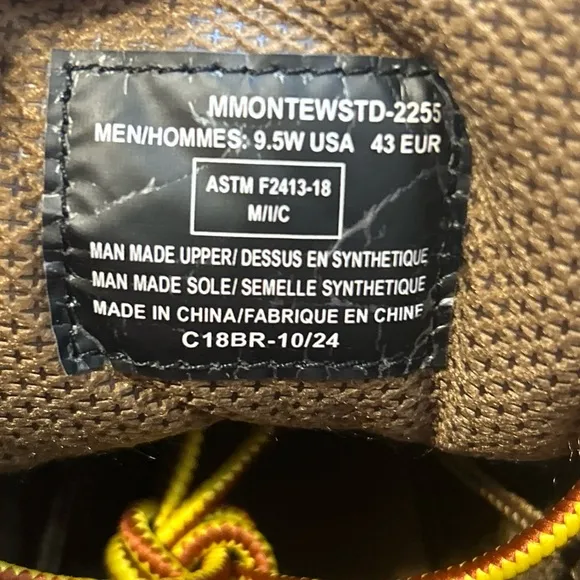 MMONTEWSTD-2255
MEN/HOMMES: 9.5W USA 43 EUR
ASTM F2413-18
M/I/C
MAN MADE UPPER/ DESSUS EN SYNTHETIQUE
MAN MADE SOLE/ SEMELLE SYNTHETIQUE
MADE IN CHINA/FABRIQUE EN CHINE
C18BR-10/24